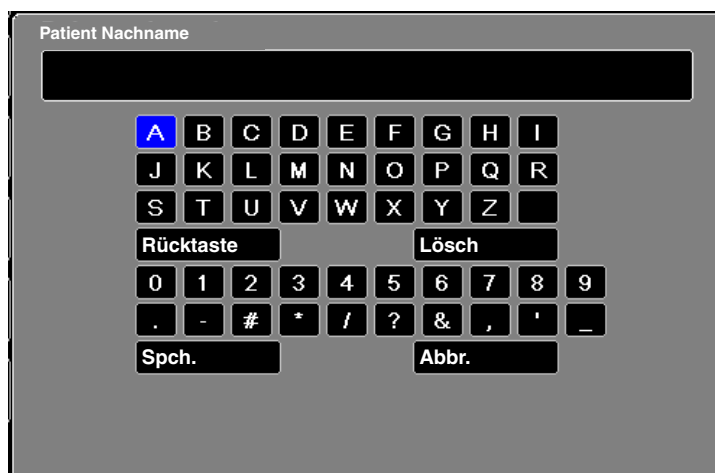 Patient Nachname
A B C D E F G H I
J K L M N O P Q R
S T U V W X Y Z
Rücktaste Lösch
0 1 2 3 4 5 6 7 8 9
. - # * / ? & , ' _
Spch. Abbr.